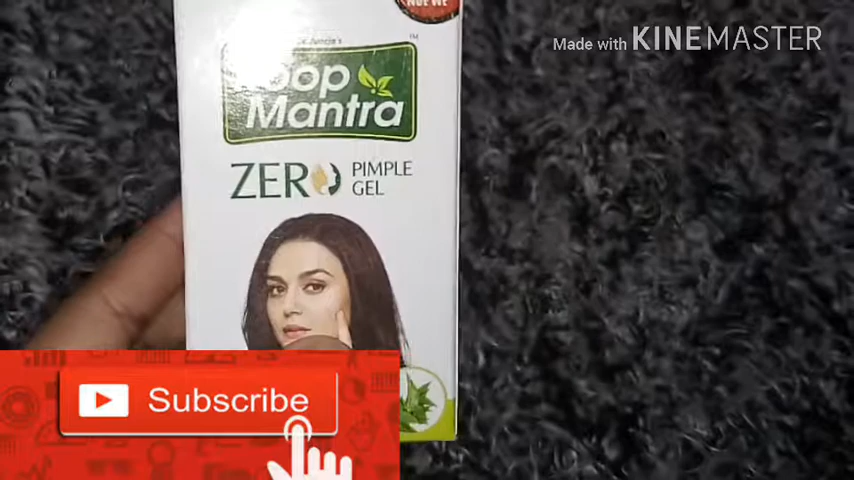 Made with KINEMASTER
Mantra
ZERO PIMPLE
GEL
Subscribe